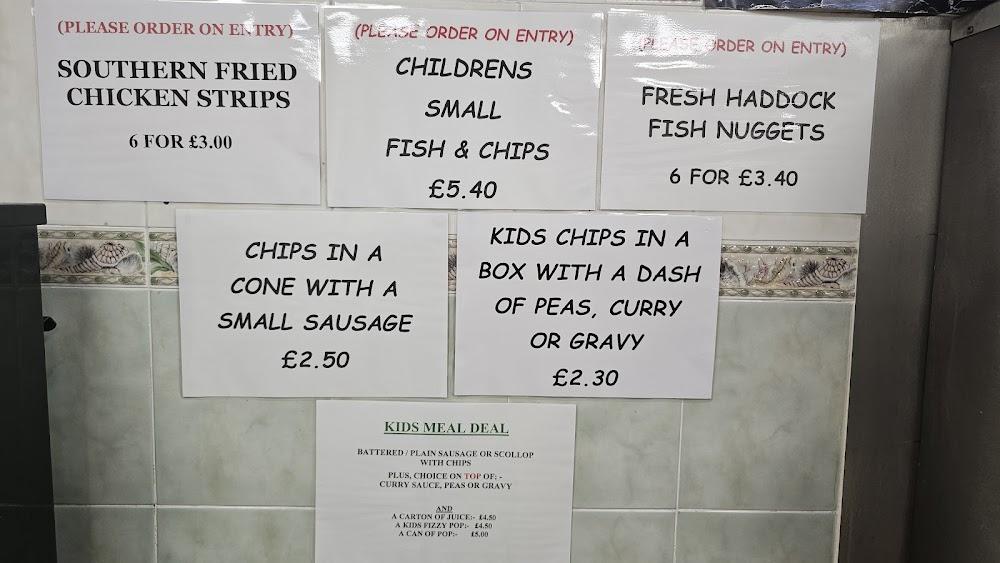 (PLEASE ORDER ON ENTRY)
SOUTHERN FRIED
CHICKEN STRIPS
6 FOR £3.00
(PLEASE ORDER ON ENTRY)
CHILDRENS
SMALL
FISH & CHIPS
£5.40
(PLEASE ORDER ON ENTRY)
FRESH HADDOCK
FISH NUGGETS
6 FOR £3.40
CHIPS IN A
CONE WITH A
SMALL SAUSAGE
£2.50
KIDS CHIPS IN A
BOX WITH A DASH
OF PEAS, CURRY
OR GRAVY
£2.30
KIDS MEAL DEAL
BATTERED / PLAIN SAUSAGE OR SCOLLOP
WITH CHIPS
PLUS, CHOICE ON TOP OF: -
CURRY SAUCE, PEAS OR GRAVY
AND
A CARTON OF JUICE:- £4.50
A KIDS FIZZY POP:- £4.50
A CAN OF POP:- £5.00